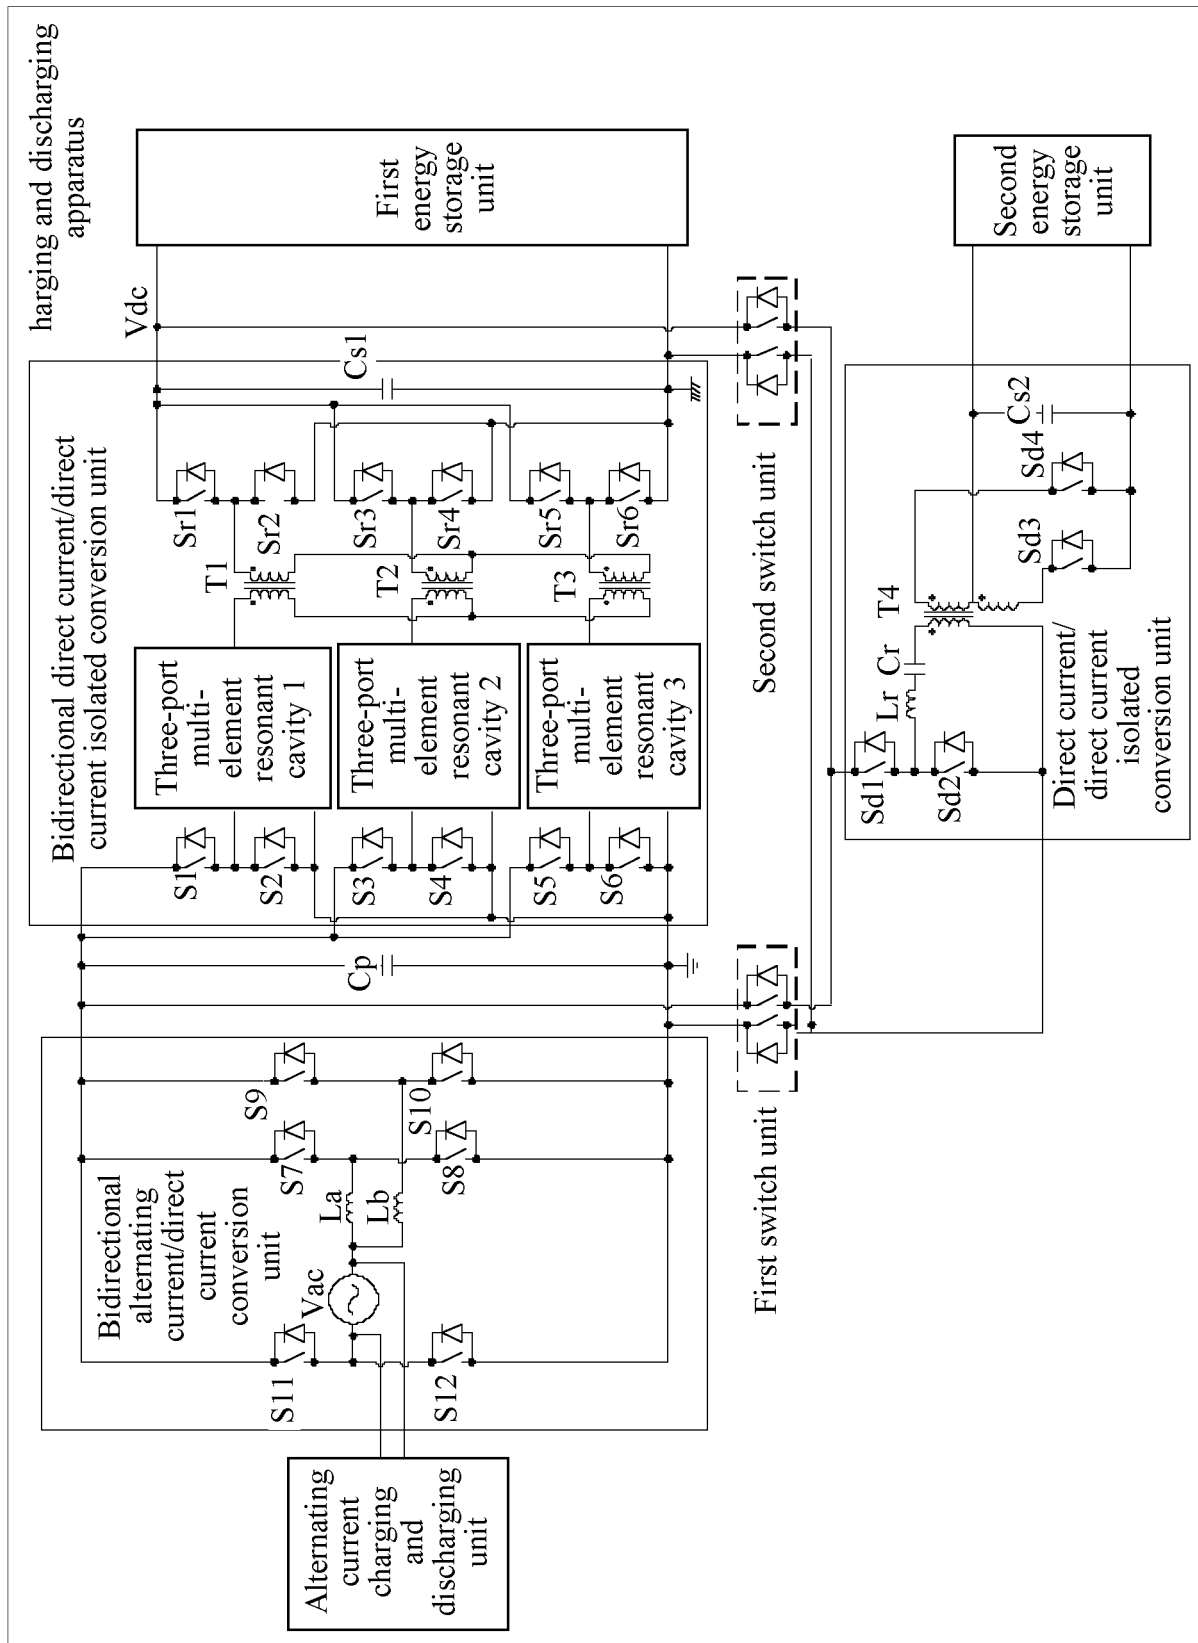 harging and discharging
apparatus
Bidirectional direct current/direct
current isolated conversion unit
Bidirectional
alternating
current/direct
current
conversion
unit
Alternating
current
charging
and
discharging
unit
S11
S12
Vac
La
Lb
S7
S8
S9
S10
Cp
S1
S2
S3
S4
S5
S6
Three-port
multi-
element
resonant
cavity 1
Three-port
multi-
element
resonant
cavity 2
Three-port
multi-
element
resonant
cavity 3
T1
T2
T3
Sr1
Sr2
Sr3
Sr4
Sr5
Sr6
Cs1
Vdc
First
energy
storage
unit
First switch unit
Second switch unit
Sd1
Sd2
Lr
Cr
T4
Sd3
Sd4
Cs2
Direct current/
direct current
isolated
conversion unit
Second
energy
storage
unit